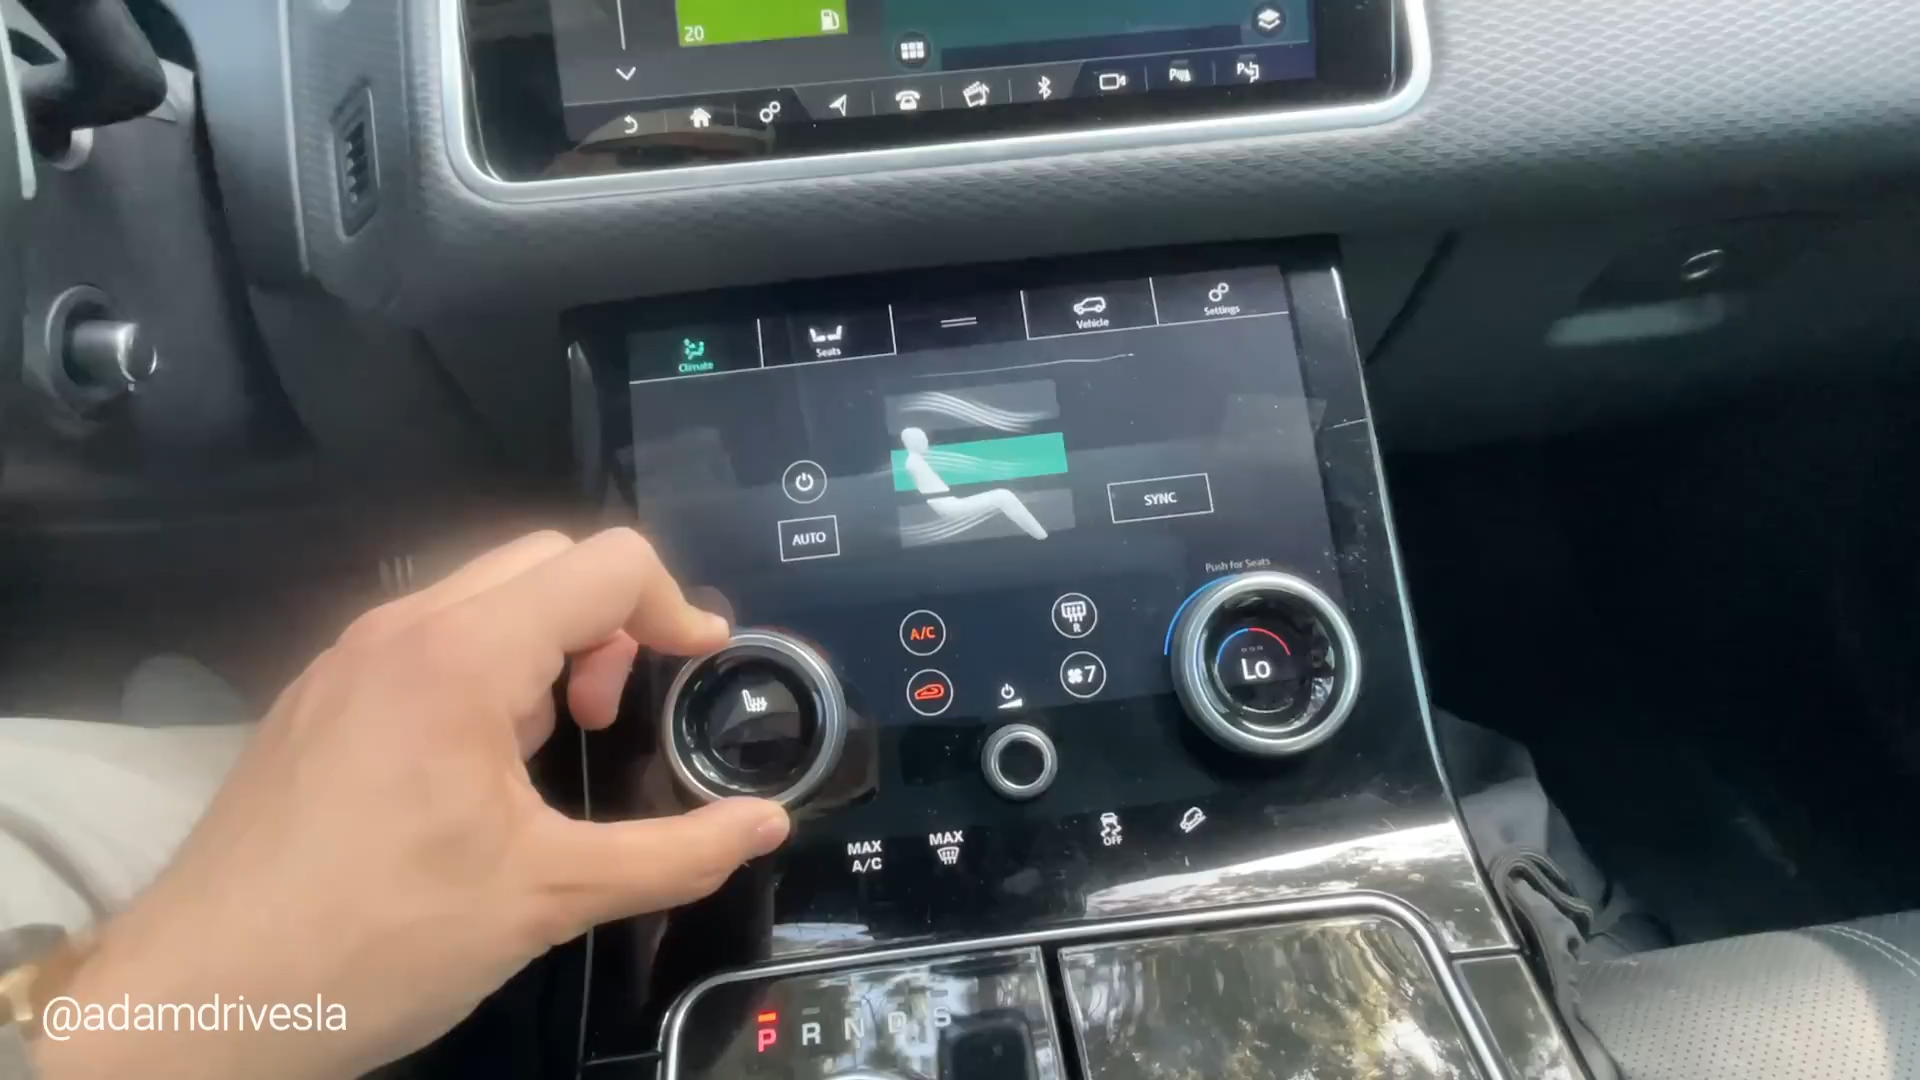 20
Climate
Seats
Vehicle
Settings
AUTO
SYNC
Push for Seats
A/C
R
7
Lo
MAX
A/C
MAX
OFF
P R N D S
@adamdrivesla